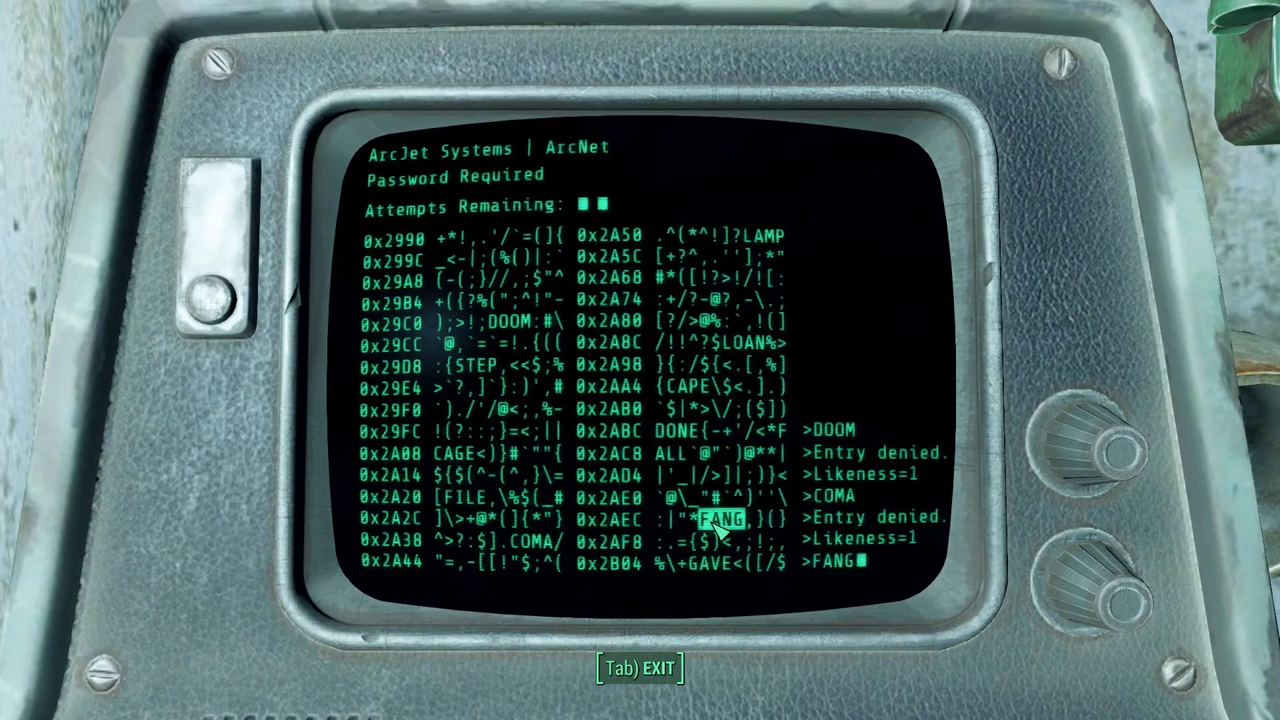 ArcJet Systems | ArcNet
Password Required
Attempts Remaining:
0x2990 +*!,.'/`=(]{ 0x2A50 .^(*^!]?LAMP
0x299C _<-|;(%()|:` 0x2A5C [+?^,.''];*"
0x29A8 (-(;}//,;$"^ 0x2A68 #*([!?>!/![:
0x29B4 +({?%(";^!"- 0x2A74 :+/?-@?,-\.;
0x29C0 );>!;DOOM:#\ 0x2A80 [?/>@%:`,!(]
0x29CC `@,`=`=!.{(( 0x2A8C /!!^?$LOAN%>
0x29D8 :{STEP,<<$;% 0x2A98 }{:/${<.[,%]
0x29E4 >`?,]`}:)',# 0x2AA4 {CAPE\$<.].)
0x29F0 `)./'/@<;,%- 0x2AB0 `$|*>\/;($])
0x29FC !(?::;}=<;|| 0x2ABC DONE{-+'/<*F >DOOM
0x2A08 CAGE<)}#`""{ 0x2AC8 ALL`@"`)@**| >Entry denied.
0x2A14 ${$(^-(^,}\= 0x2AD4 |'_|/>]|;)}< >Likeness=1
0x2A20 [FILE,\%$(_# 0x2AE0 `@\_"#`^)''\ >COMA
0x2A2C ]\>+@*(]{*"} 0x2AEC :|"*FANG,}(} >Entry denied.
0x2A38 ^>?:$].COMA/ 0x2AF8 :.={$)<,;!;, >Likeness=1
0x2A44 "=,-[[!"$;^( 0x2B04 %\+GAVE<([/$ >FANG
[Tab) EXIT]